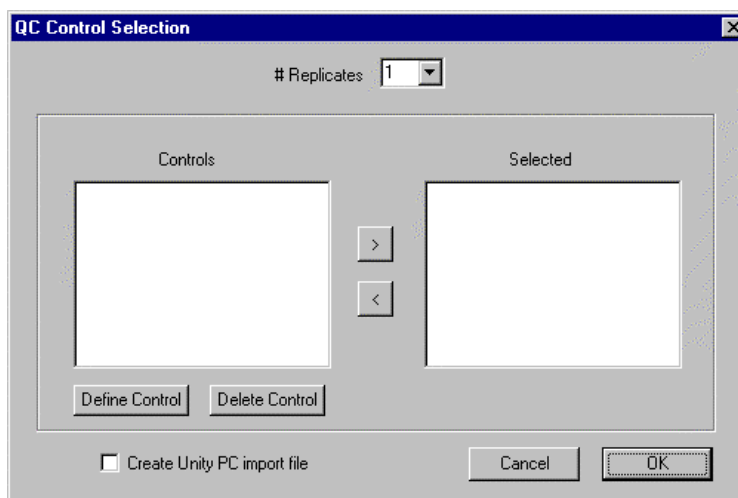 QC Control Selection
# Replicates 1
Controls Selected
>
<
Define Control Delete Control
Create Unity PC import file Cancel OK